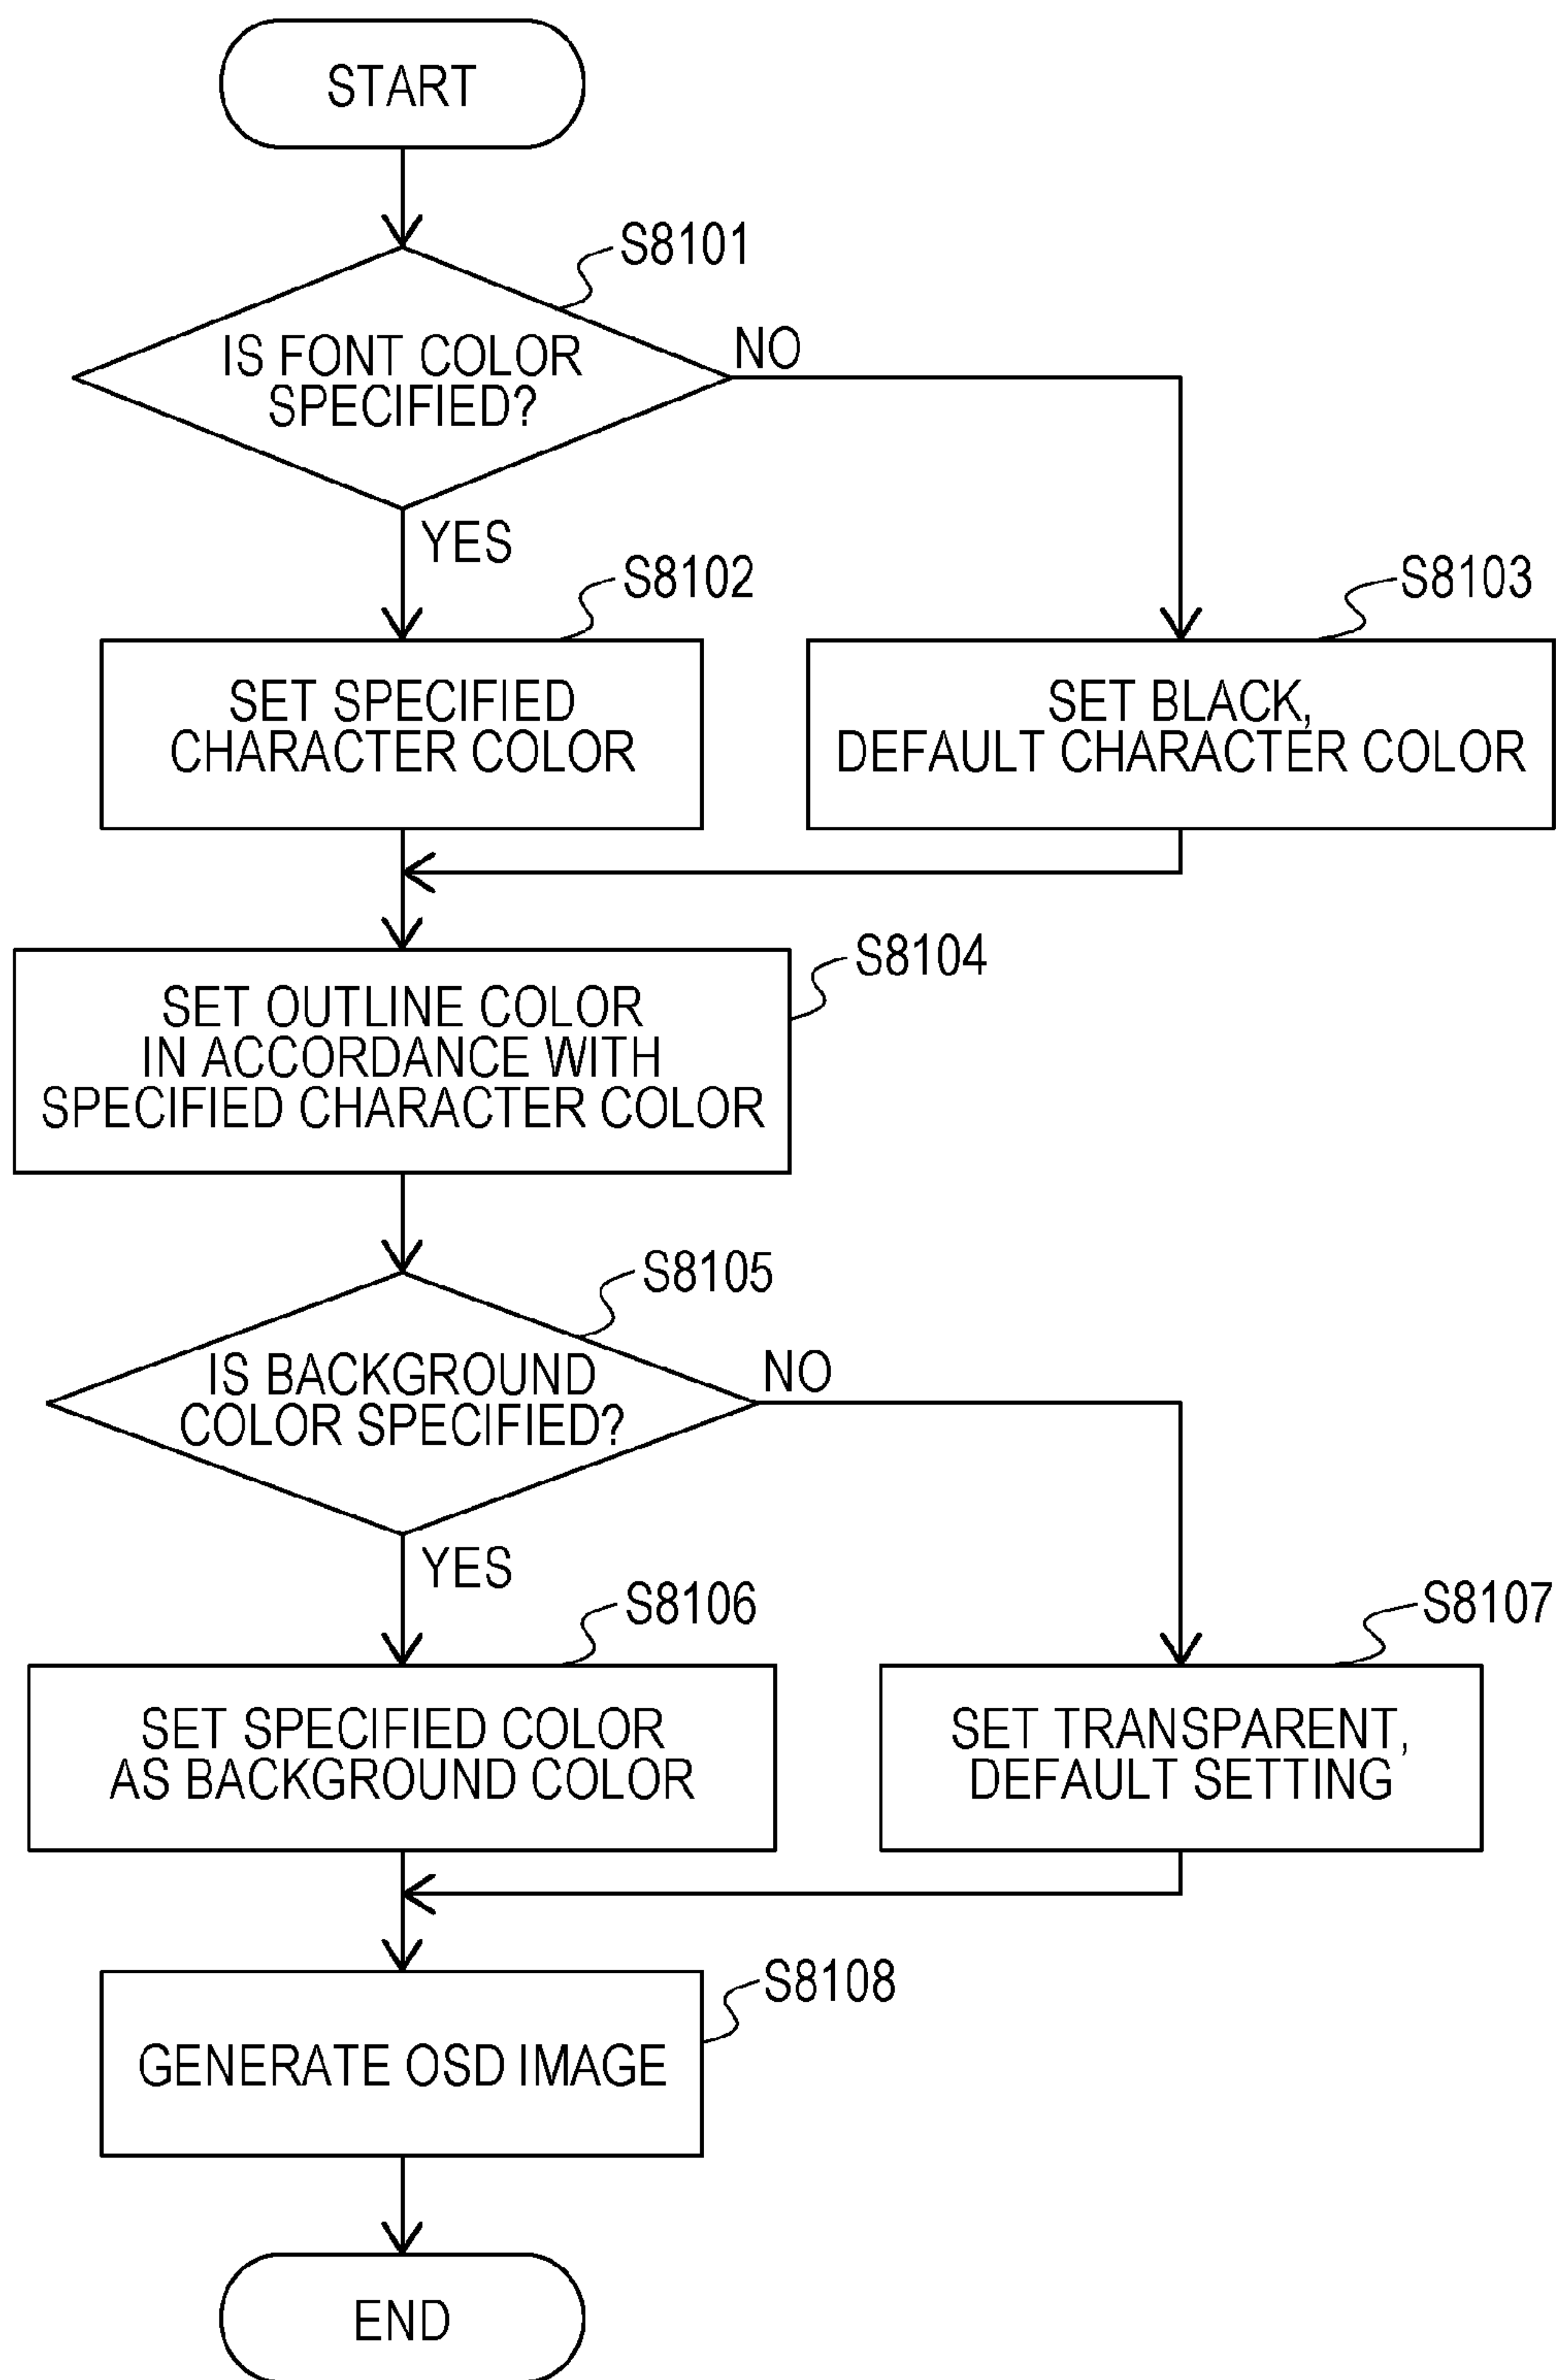 START
S8101
IS FONT COLOR
SPECIFIED?
NO
YES
S8102
S8103
SET SPECIFIED
CHARACTER COLOR
SET BLACK,
DEFAULT CHARACTER COLOR
S8104
SET OUTLINE COLOR
IN ACCORDANCE WITH
SPECIFIED CHARACTER COLOR
S8105
IS BACKGROUND
COLOR SPECIFIED?
NO
YES
S8106
S8107
SET SPECIFIED COLOR
AS BACKGROUND COLOR
SET TRANSPARENT,
DEFAULT SETTING
S8108
GENERATE OSD IMAGE
END